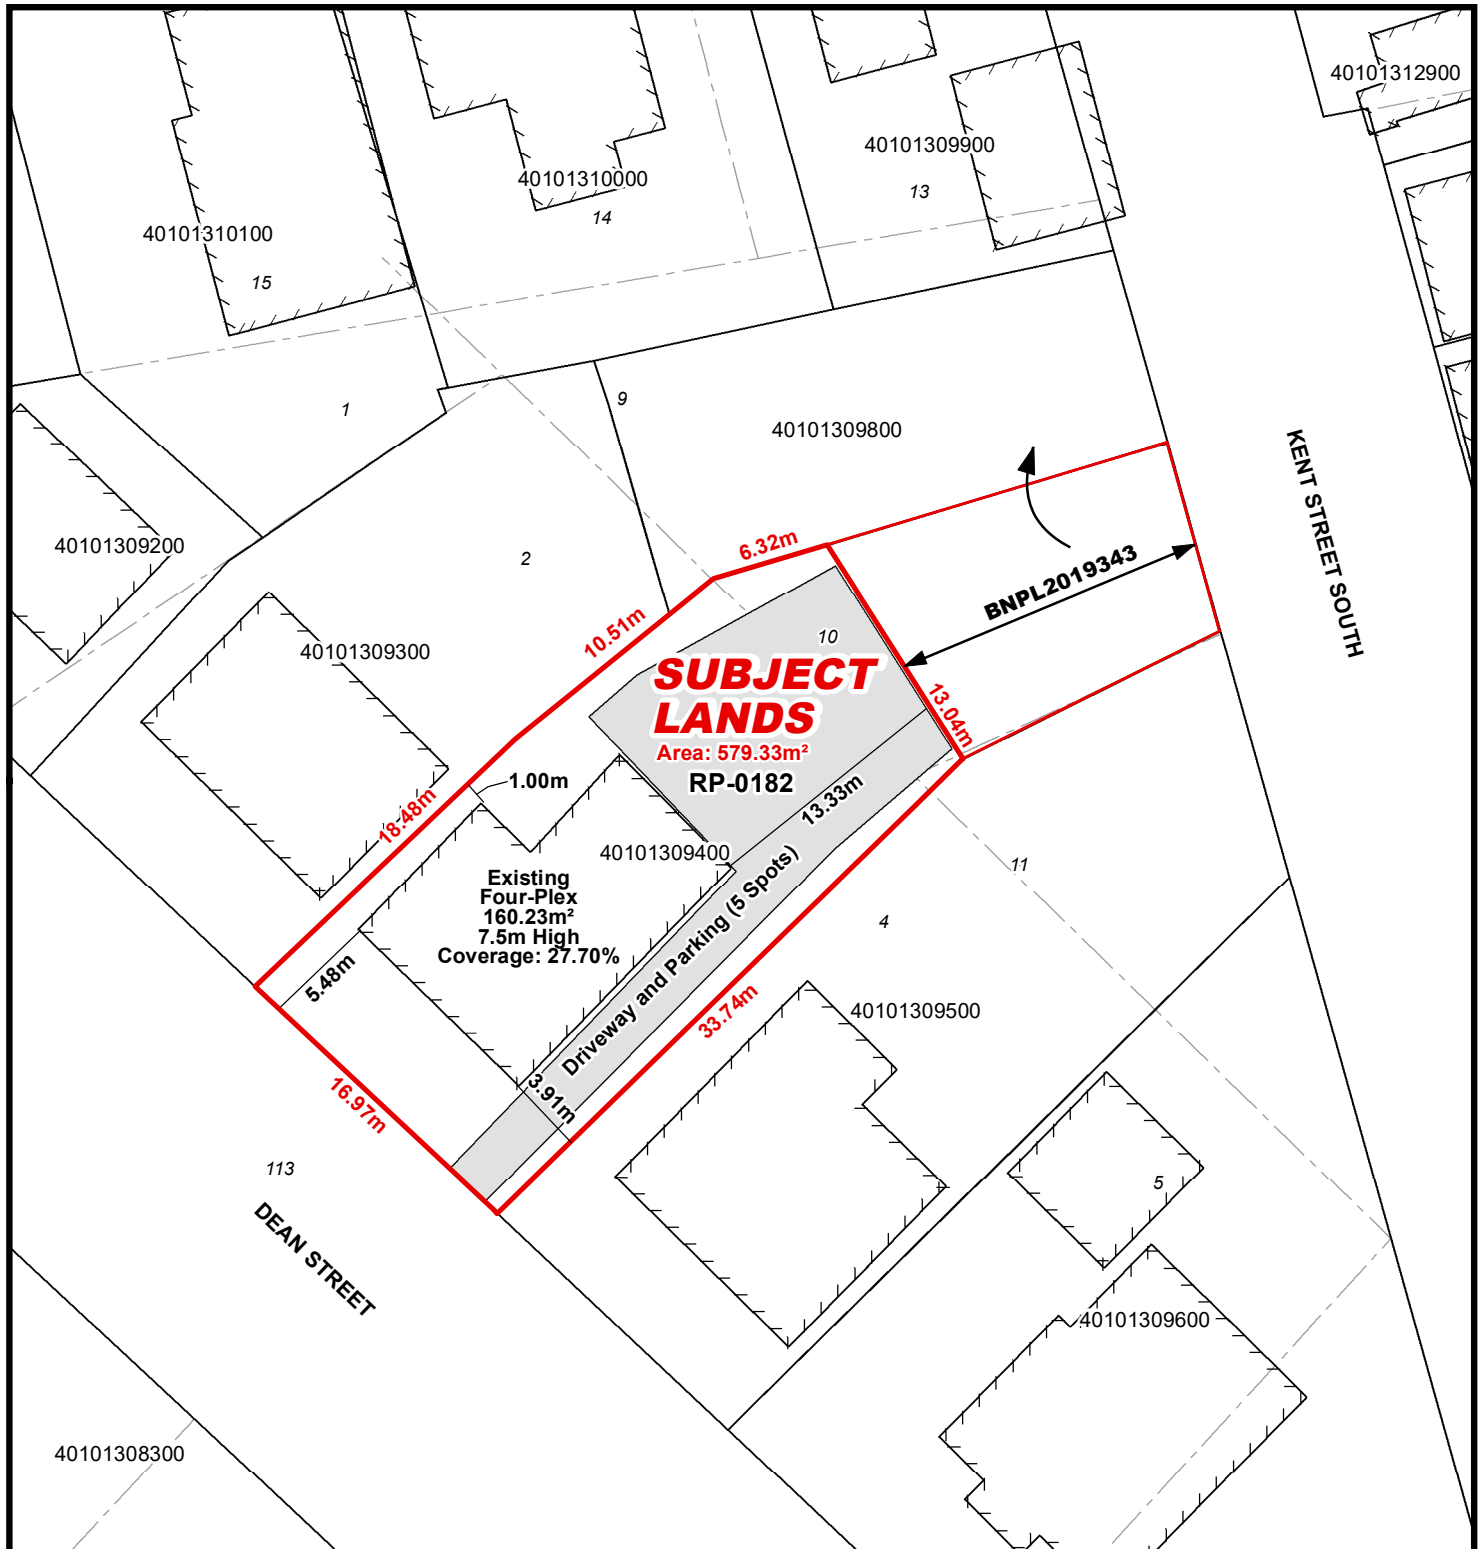 40101312900
40101309900
13
40101310000
14
40101310100
15
1
9
40101309800
KENT STREET SOUTH
40101309200
2
6.32m
BNPL2019343
10.51m
10
40101309300
SUBJECT
LANDS
Area: 579.33m²
RP-0182
13.04m
1.00m
13.33m
18.48m
40101309400
11
Existing
Four-Plex
160.23m²
7.5m High
Coverage: 27.70%
Driveway and Parking (5 Spots)
4
5.48m
33.74m
40101309500
3.91m
16.97m
113
5
DEAN STREET
40101309600
40101308300